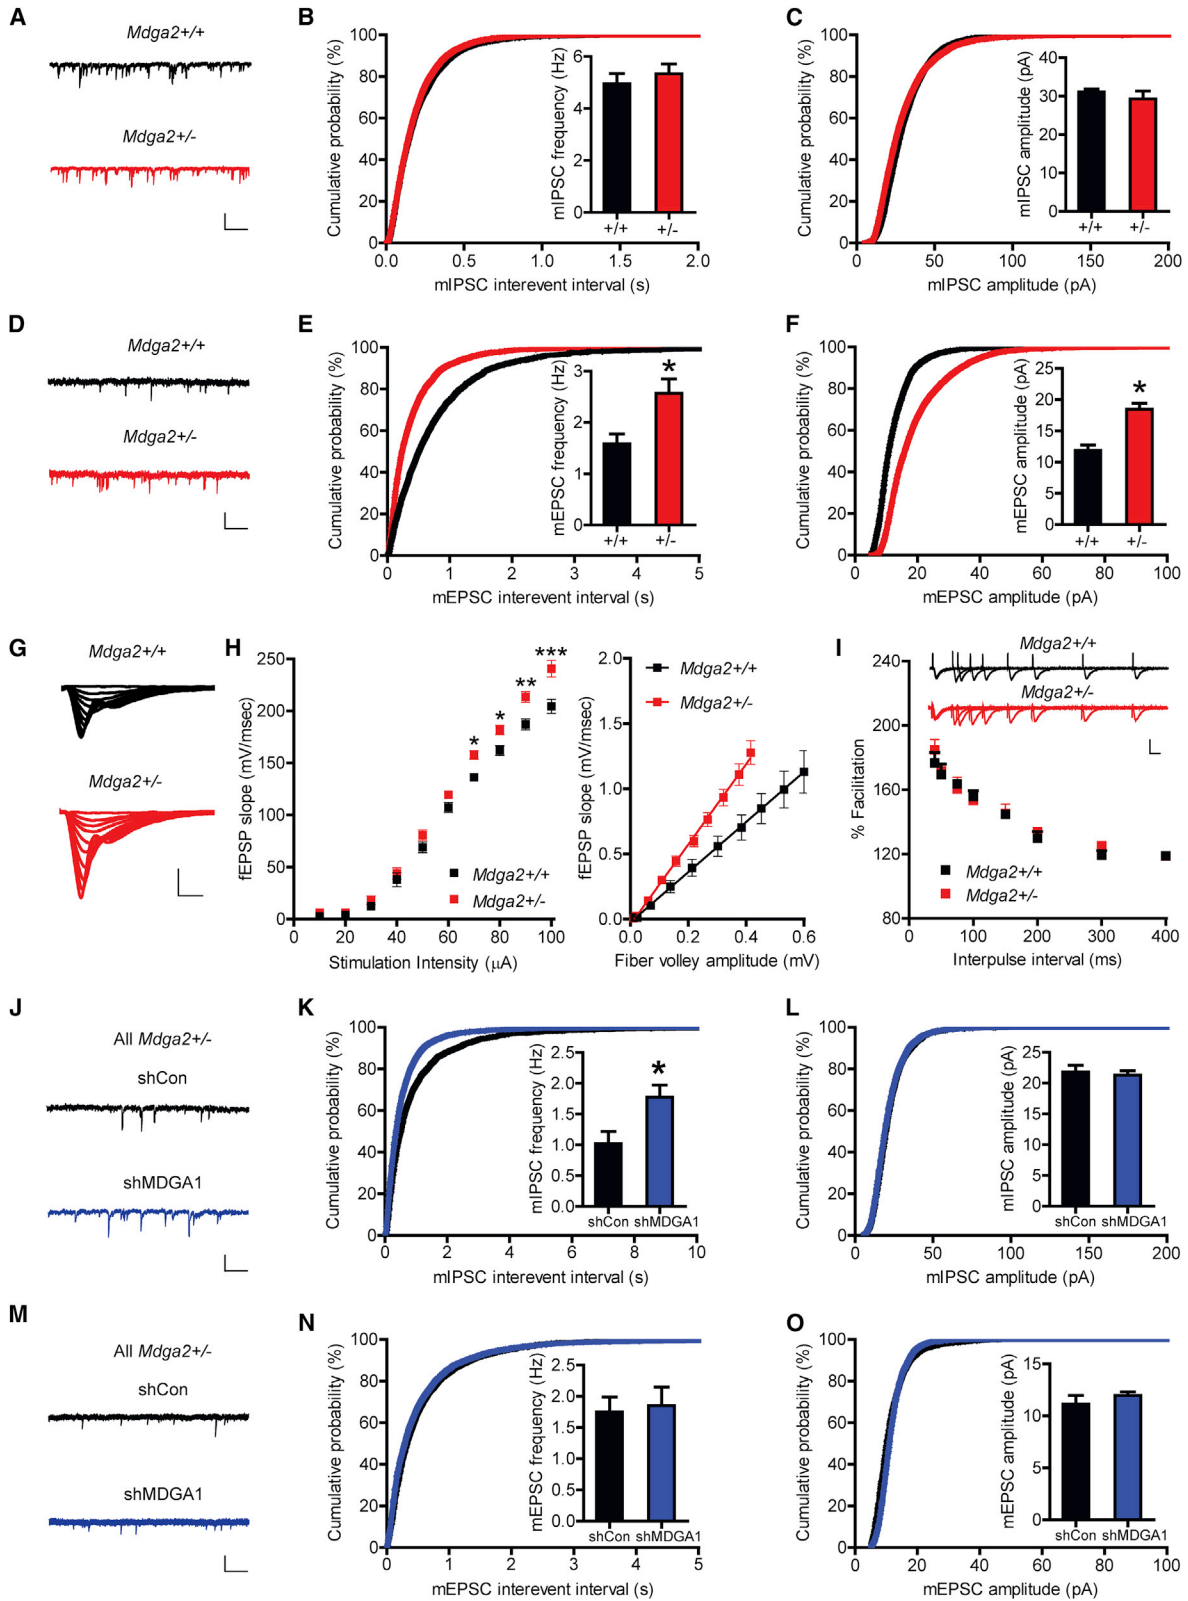 A
Mdga2+/+
Mdga2+/-
B
Cumulative probability (%)
100
80
60
40
20
0
0.0 0.5 1.0 1.5 2.0
mIPSC interevent interval (s)
mIPSC frequency (Hz)
6
4
2
0
+/+ +/-
C
Cumulative probability (%)
100
80
60
40
20
0
0 50 100 150 200
mIPSC amplitude (pA)
mIPSC amplitude (pA)
40
30
20
10
0
+/+ +/-
D
Mdga2+/+
Mdga2+/-
E
Cumulative probability (%)
100
80
60
40
20
0
0 1 2 3 4 5
mEPSC interevent interval (s)
mEPSC frequency (Hz)
3
2
1
0
*
+/+ +/-
F
Cumulative probability (%)
100
80
60
40
20
0
0 20 40 60 80 100
mEPSC amplitude (pA)
mEPSC amplitude (pA)
25
20
15
10
5
0
*
+/+ +/-
G
Mdga2+/+
Mdga2+/-
H
fEPSP slope (mV/msec)
250
200
150
100
50
0
0 20 40 60 80 100
Stimulation Intensity (μA)
* * ** ***
Mdga2+/+
Mdga2+/-
fEPSP slope (mV/msec)
2.0
1.5
1.0
0.5
0.0
0.0 0.2 0.4 0.6
Fiber volley amplitude (mV)
Mdga2+/+
Mdga2+/-
I
Mdga2+/+
Mdga2+/-
% Facilitation
240
200
160
120
80
0 100 200 300 400
Interpulse interval (ms)
Mdga2+/+
Mdga2+/-
J
All Mdga2+/-
shCon
shMDGA1
K
Cumulative probability (%)
100
80
60
40
20
0
0 2 4 6 8 10
mIPSC interevent interval (s)
mIPSC frequency (Hz)
2.5
2.0
1.5
1.0
0.5
0.0
*
shCon shMDGA1
L
Cumulative probability (%)
100
80
60
40
20
0
0 50 100 150 200
mIPSC amplitude (pA)
mIPSC amplitude (pA)
25
20
15
10
5
0
shCon shMDGA1
M
All Mdga2+/-
shCon
shMDGA1
N
Cumulative probability (%)
100
80
60
40
20
0
0 1 2 3 4 5
mEPSC interevent interval (s)
mEPSC frequency (Hz)
2.5
2.0
1.5
1.0
0.5
0.0
shCon shMDGA1
O
Cumulative probability (%)
100
80
60
40
20
0
0 20 40 60 80 100
mEPSC amplitude (pA)
mEPSC amplitude (pA)
15
10
5
0
shCon shMDGA1